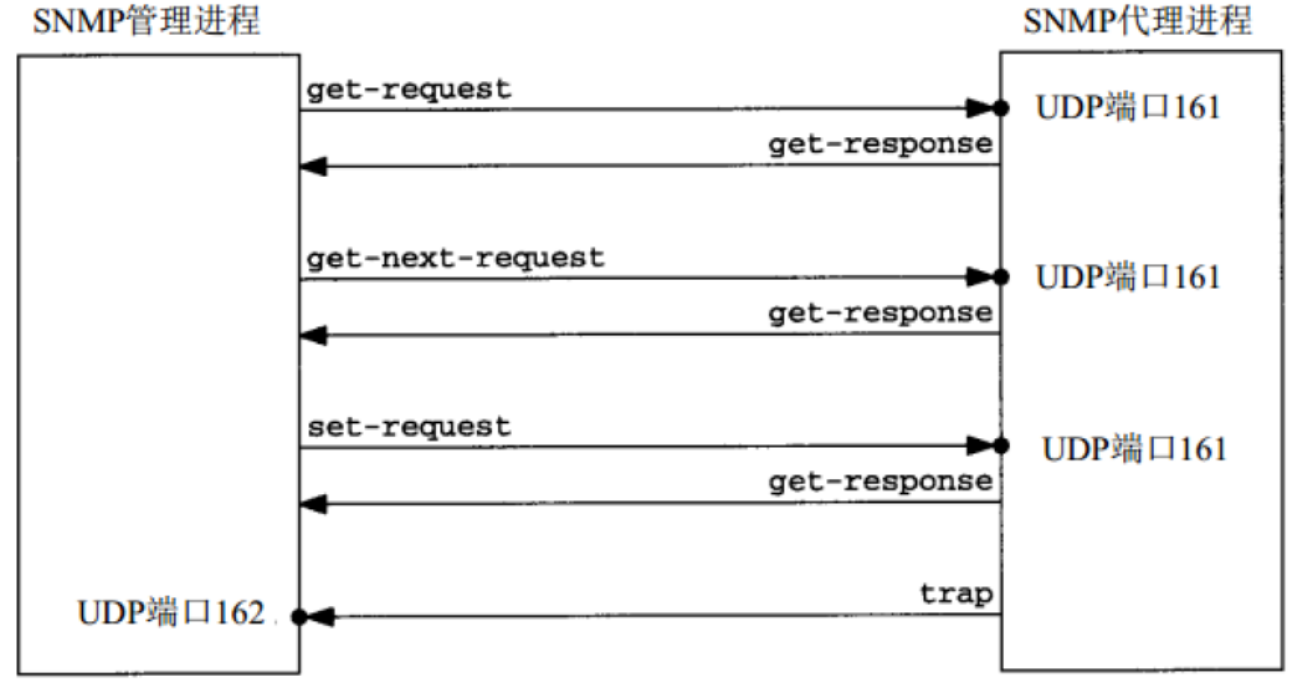 SNMP管理进程
SNMP代理进程
get-request
UDP端口161
get-response
get-next-request
UDP端口161
get-response
set-request
UDP端口161
get-response
trap
UDP端口162